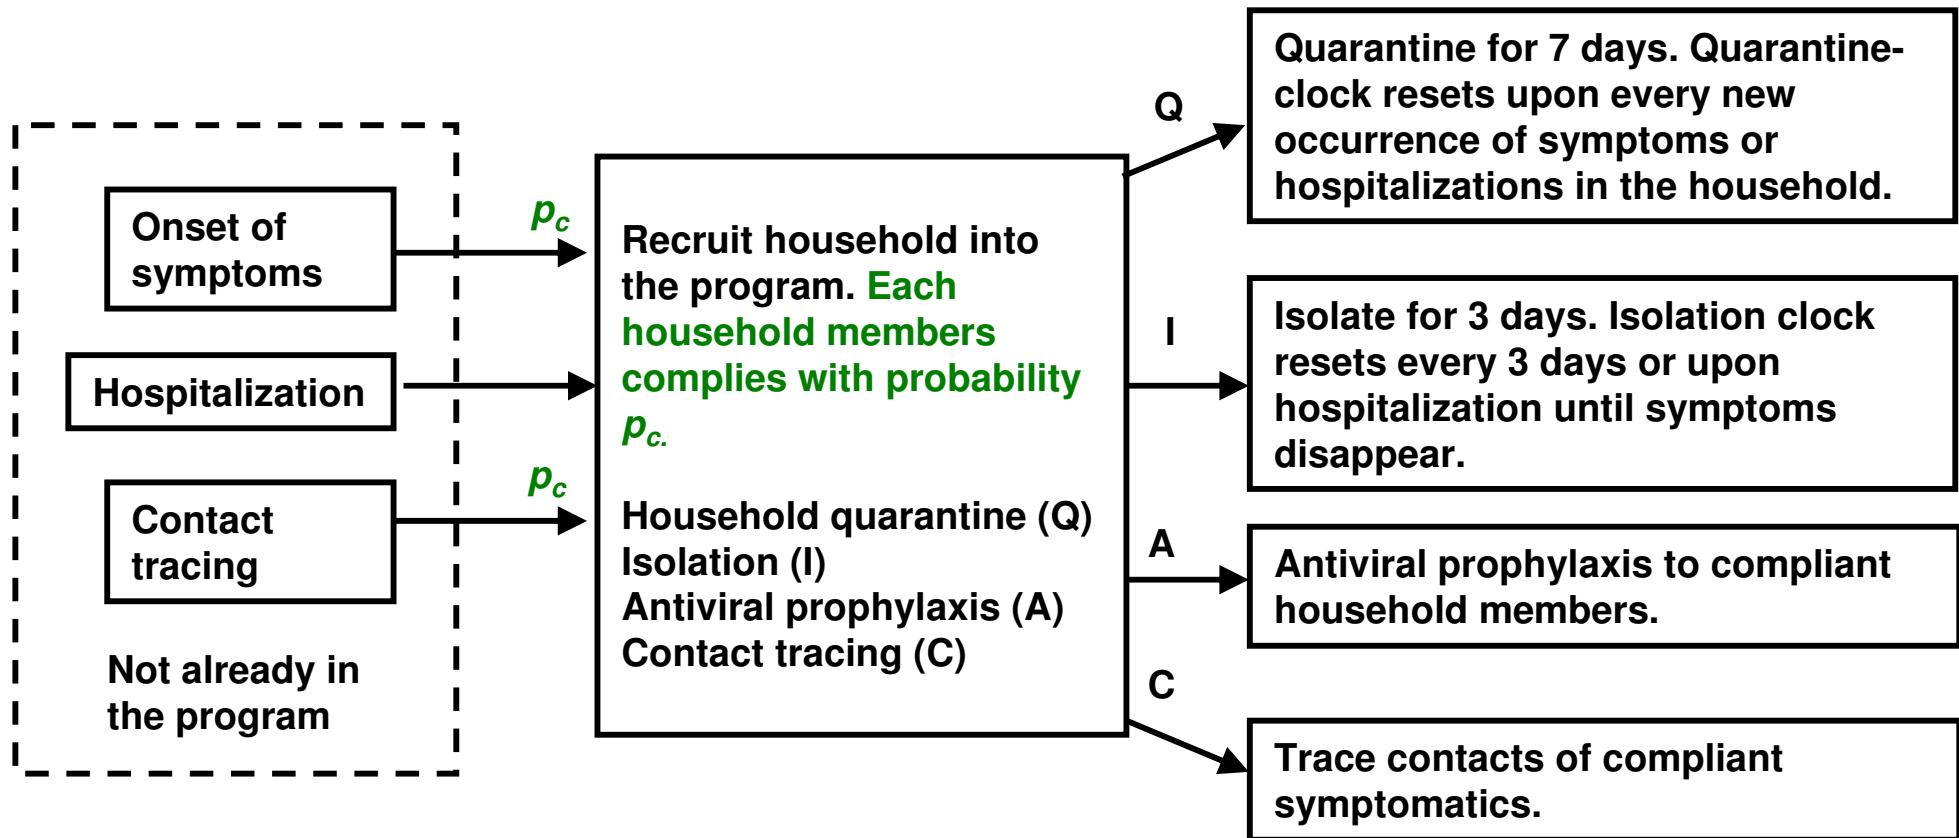 Onset of
symptoms
Hospitalization
Contact
tracing
Not already in
the program
p_c
p_c
Recruit household into
the program. Each
household members
complies with probability
p_c.
Household quarantine (Q)
Isolation (I)
Antiviral prophylaxis (A)
Contact tracing (C)
Q
Quarantine for 7 days. Quarantine-
clock resets upon every new
occurrence of symptoms or
hospitalizations in the household.
I
Isolate for 3 days. Isolation clock
resets every 3 days or upon
hospitalization until symptoms
disappear.
A
Antiviral prophylaxis to compliant
household members.
C
Trace contacts of compliant
symptomatics.